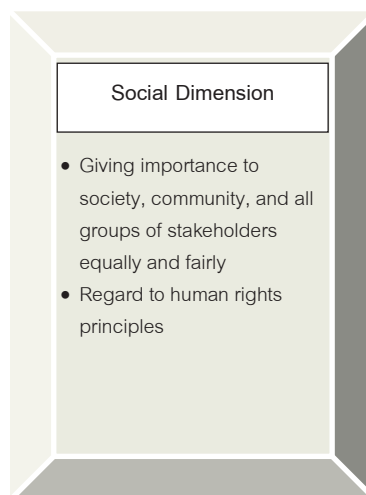 Social Dimension
• Giving importance to
society, community, and all
groups of stakeholders
equally and fairly
• Regard to human rights
principles